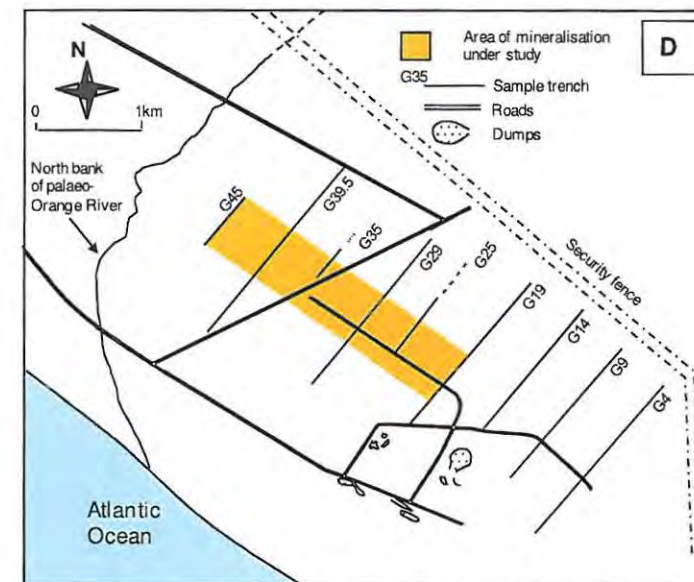 N
0 1km
North bank
of palaeo-
Orange River
Area of mineralisation
under study
G35
Sample trench
Roads
Dumps
D
G45
G39.5
G35
G29
G25
G19
G14
G9
G4
Security fence
Atlantic
Ocean